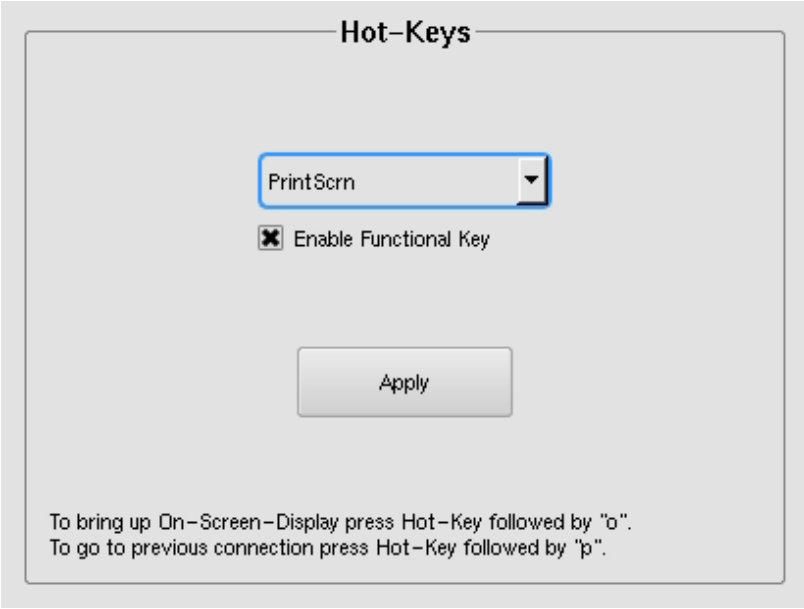 Hot-Keys
PrintScrn
Enable Functional Key
Apply
To bring up On-Screen-Display press Hot-Key followed by "o".
To go to previous connection press Hot-Key followed by "p".